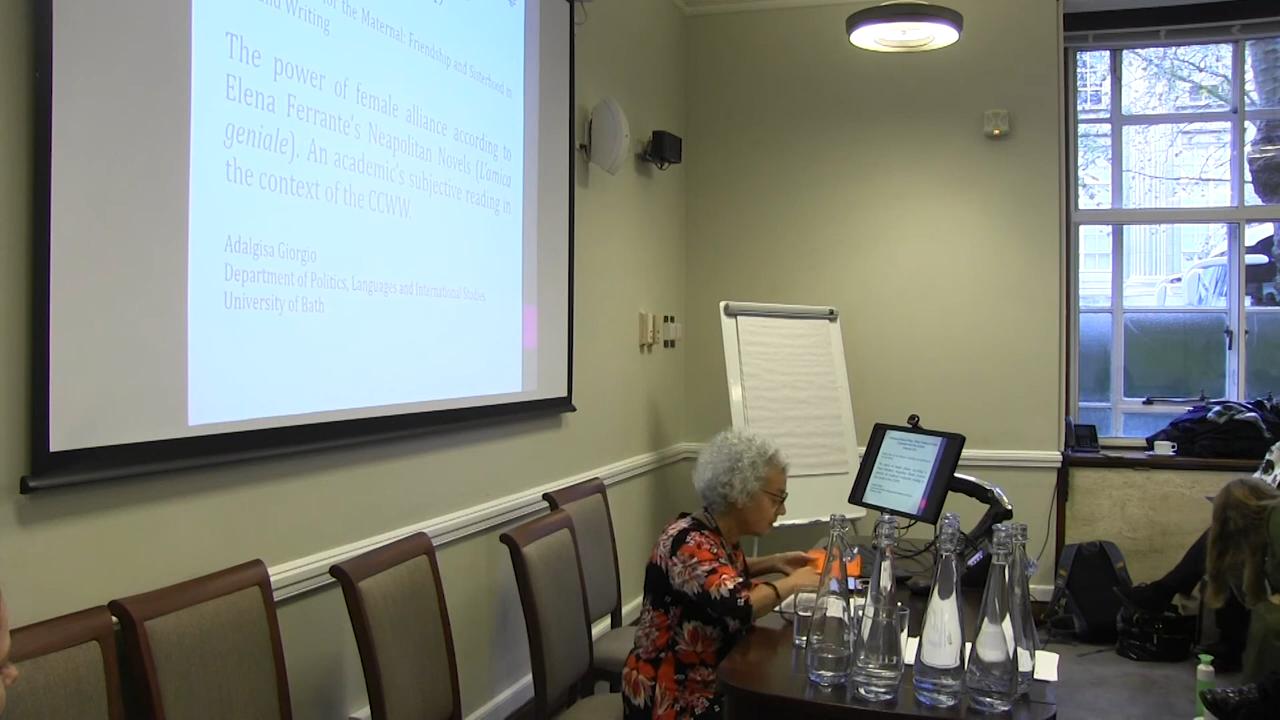 for the Maternal: Friendship and Sisterhood in
and Writing
The power of female alliance according to
Elena Ferrante's Neapolitan Novels (L'amica
geniale). An academic's subjective reading in
the context of the CCWW.
Adalgisa Giorgio
Department of Politics, Languages and International Studies
University of Bath